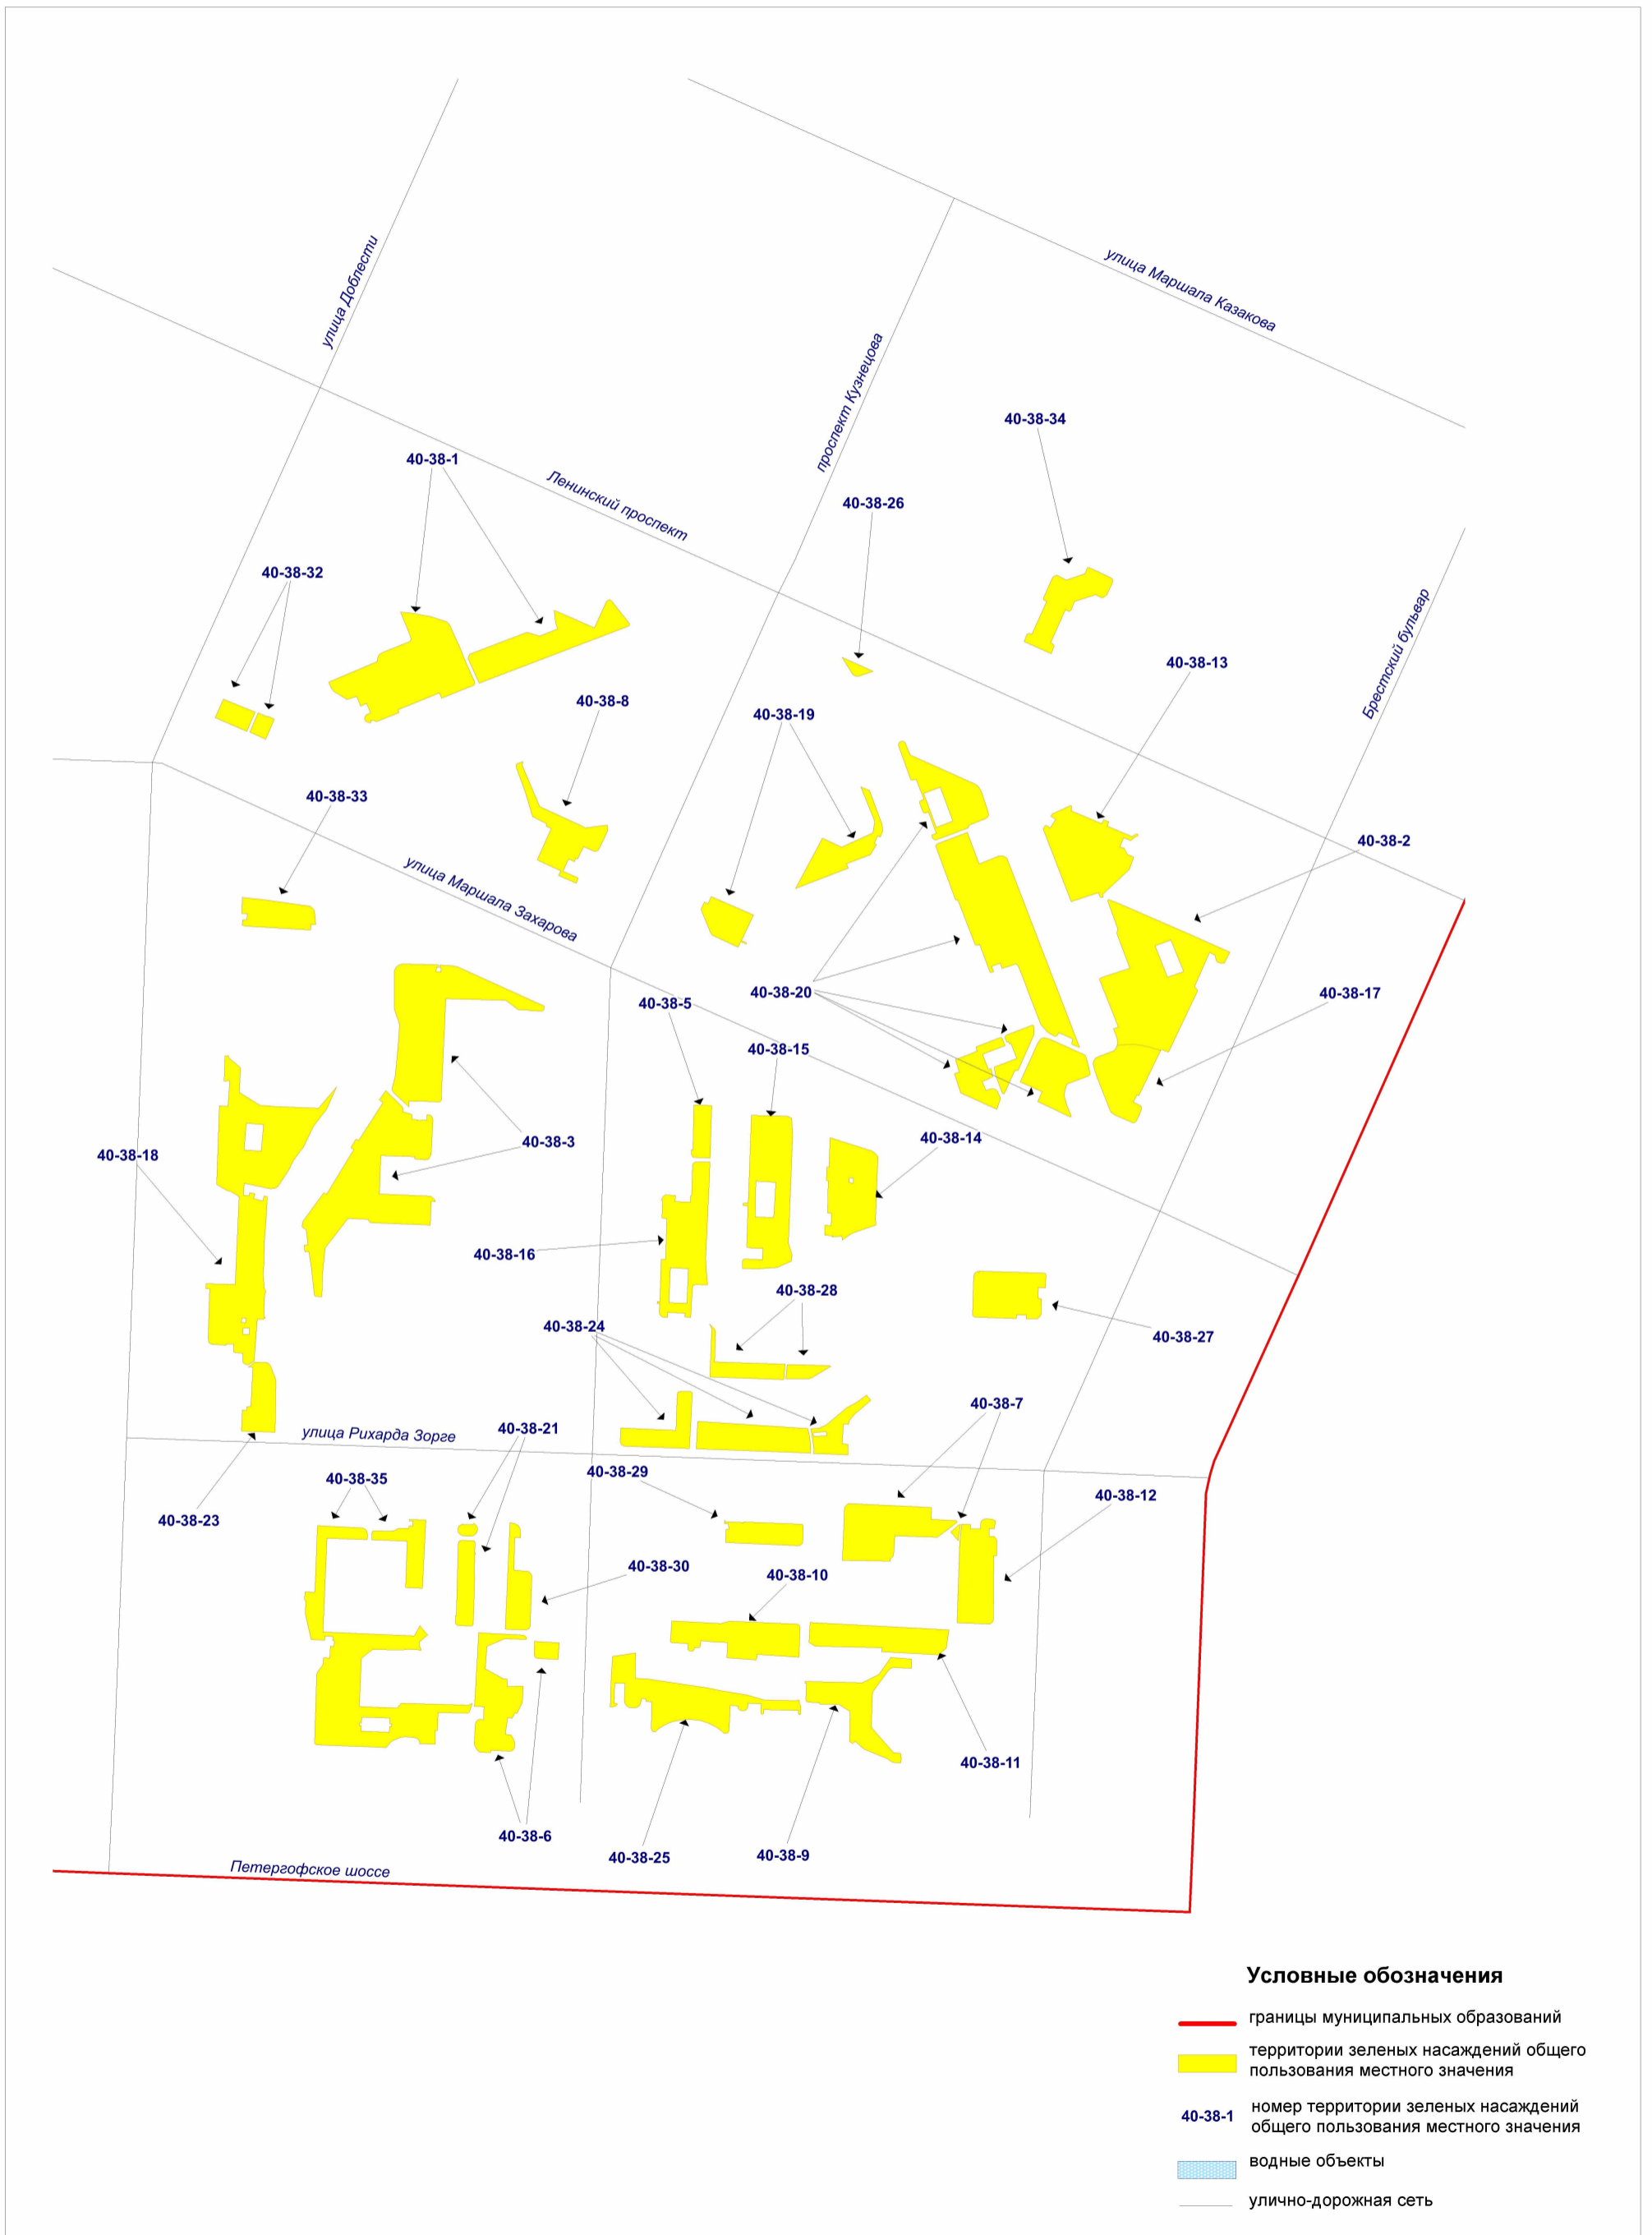 улица Доблести
улица Маршала Казакова
проспект Кузнецова
40-38-34
40-38-1
Ленинский проспект
40-38-26
40-38-32
Брестский бульвар
40-38-13
40-38-8
40-38-19
40-38-33
40-38-2
улица Маршала Захарова
40-38-20
40-38-17
40-38-5
40-38-15
40-38-3
40-38-14
40-38-18
40-38-16
40-38-28
40-38-24
40-38-27
40-38-7
40-38-21
улица Рихарда Зорге
40-38-29
40-38-35
40-38-12
40-38-23
40-38-30
40-38-10
40-38-11
40-38-6
40-38-25
40-38-9
Петергофское шоссе
Условные обозначения
границы муниципальных образований
территории зеленых насаждений общего
пользования местного значения
40-38-1
номер территории зеленых насаждений
общего пользования местного значения
водные объекты
улично-дорожная сеть